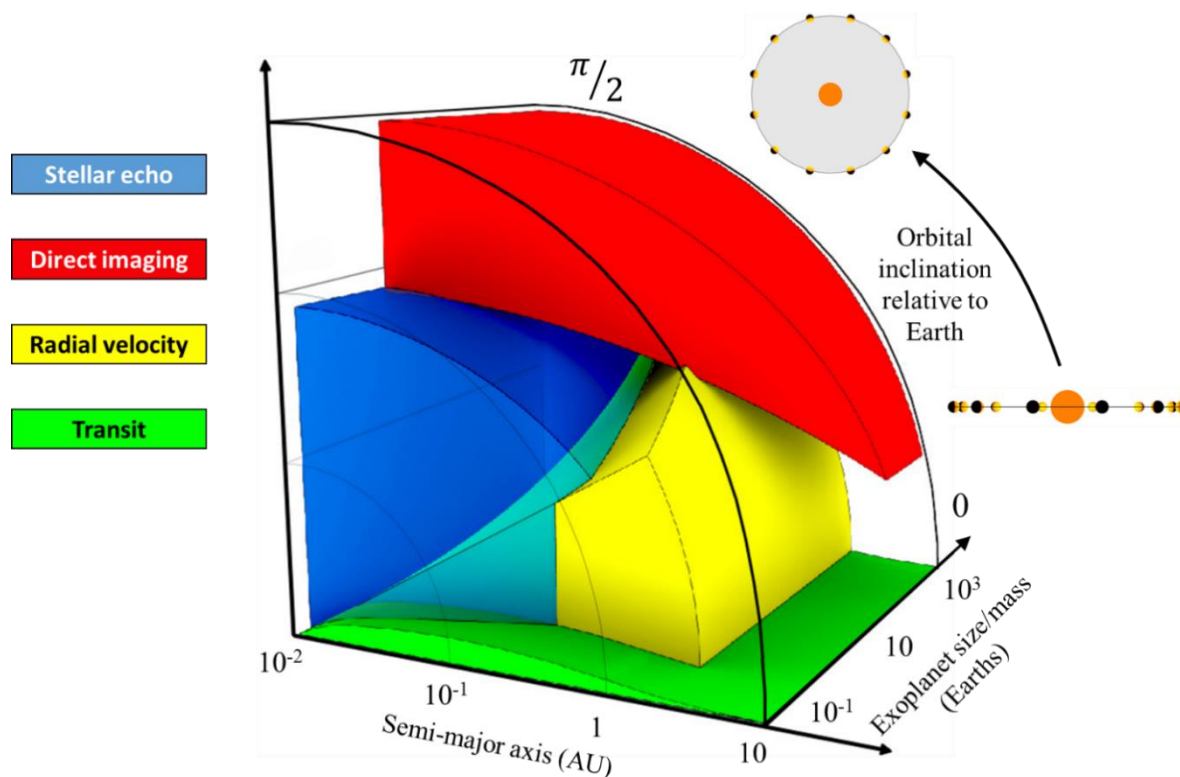 π/2
Stellar echo
Direct imaging
Radial velocity
Transit
Orbital
inclination
relative to
Earth
0
10³
10
10⁻¹
Exoplanet size/mass
(Earths)
10⁻²
10⁻¹
1
10
Semi-major axis (AU)